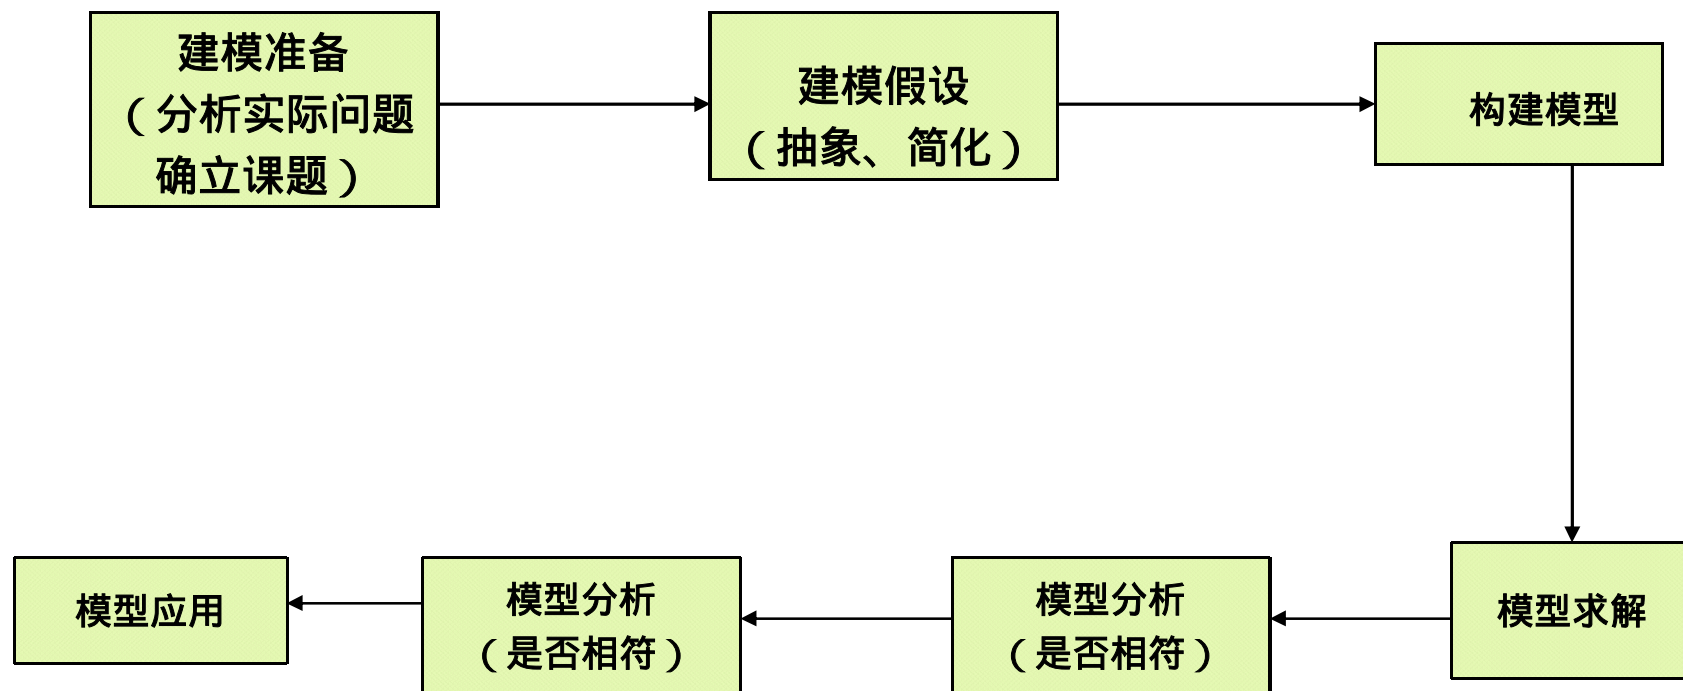 建模准备
（分析实际问题
确立课题）
建模假设
（抽象、简化）
构建模型
模型求解
模型分析
（是否相符）
模型分析
（是否相符）
模型应用